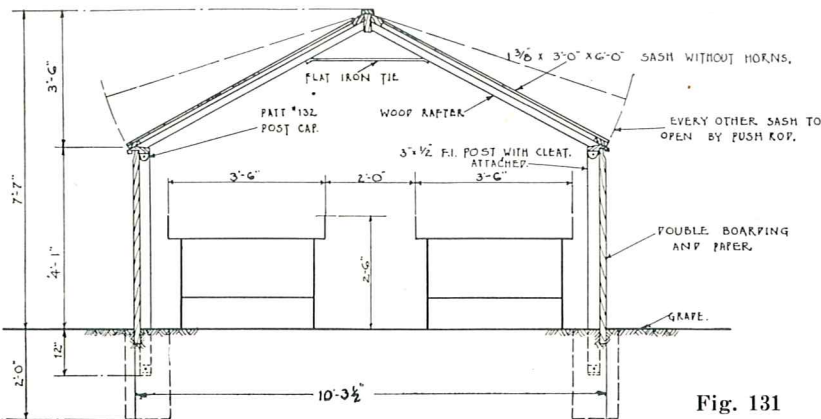 1 3/8 x 3'-0" x 6'-0" SASH WITHOUT HORNS.
3'-6"
FLAT IRON TIE
PATT #132
POST CAP.
WOOD RAFTER
EVERY OTHER SASH TO
OPEN BY PUSH ROD.
3" x 1/2" F.I. POST WITH CLEAT.
ATTACHED.
3'-6"
2'-0"
3'-6"
7'-7"
4'-1"
2'-6"
DOUBLE BOARDING
AND PAPER
GRADE.
12"
2'-0"
10'-3 1/2"
Fig. 131